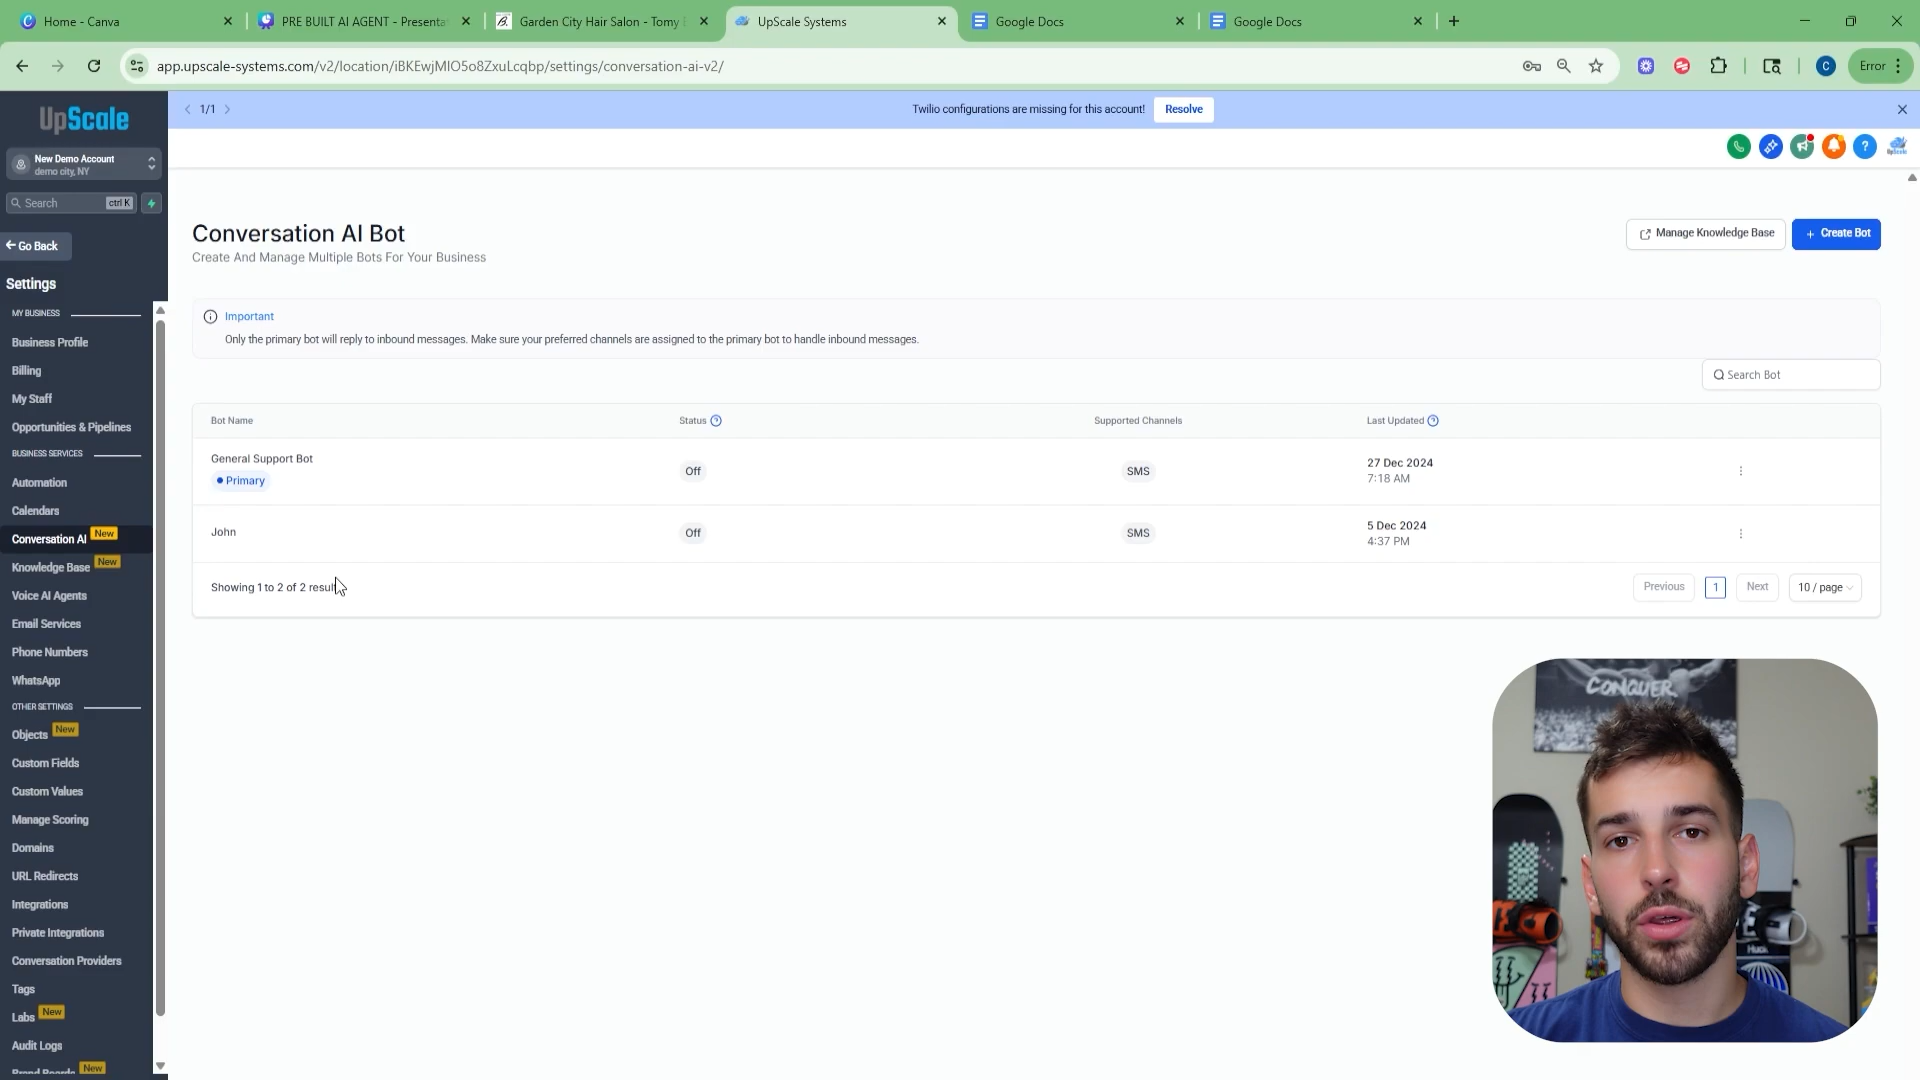 Home - Canva
PRE BUILT AI AGENT - Presenta
Garden City Hair Salon - Tomy
UpScale Systems
Google Docs
Google Docs
app.upscale-systems.com/v2/location/iBKEwjMlO5o8ZxuLcqbp/settings/conversation-ai-v2/
C
Error
1/1
Twilio configurations are missing for this account!
Resolve
UpScale
New Demo Account
demo city, NY
Search
ctrl K
Go Back
Settings
MY BUSINESS
Business Profile
Billing
My Staff
Opportunities & Pipelines
BUSINESS SERVICES
Automation
Calendars
Conversation AI New
Knowledge Base New
Voice AI Agents
Email Services
Phone Numbers
WhatsApp
OTHER SETTINGS
Objects New
Custom Fields
Custom Values
Manage Scoring
Domains
URL Redirects
Integrations
Private Integrations
Conversation Providers
Tags
Labs New
Audit Logs
Brand Boards New
Conversation AI Bot
Create And Manage Multiple Bots For Your Business
Manage Knowledge Base
+ Create Bot
Important
Only the primary bot will reply to inbound messages. Make sure your preferred channels are assigned to the primary bot to handle inbound messages.
Search Bot
Bot Name Status Supported Channels Last Updated
General Support Bot
Primary
Off
SMS
27 Dec 2024
7:18 AM
John
Off
SMS
5 Dec 2024
4:37 PM
Showing 1 to 2 of 2
Previous 1 Next 10 / page
CONQUER
Huck